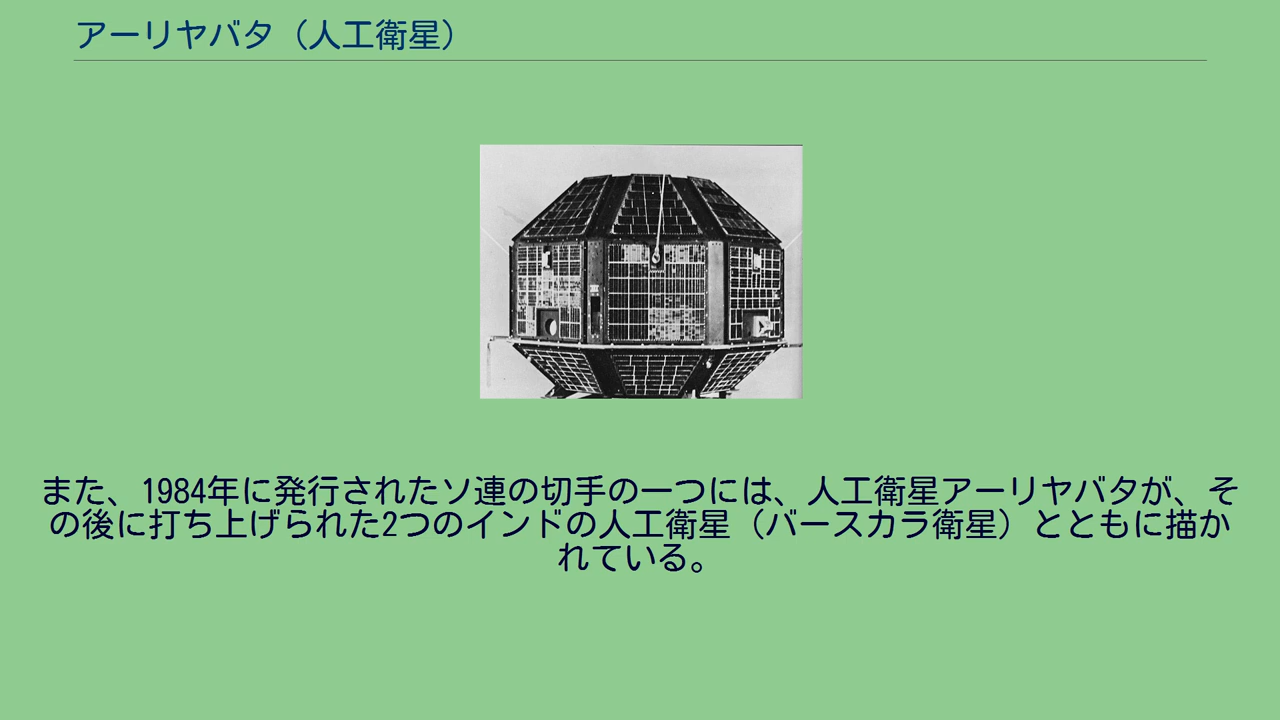 アーリヤバタ（人工衛星）
また、1984年に発行されたソ連の切手の一つには、人工衛星アーリヤバタが、そ
の後に打ち上げられた2つのインドの人工衛星（バースカラ衛星）とともに描か
れている。